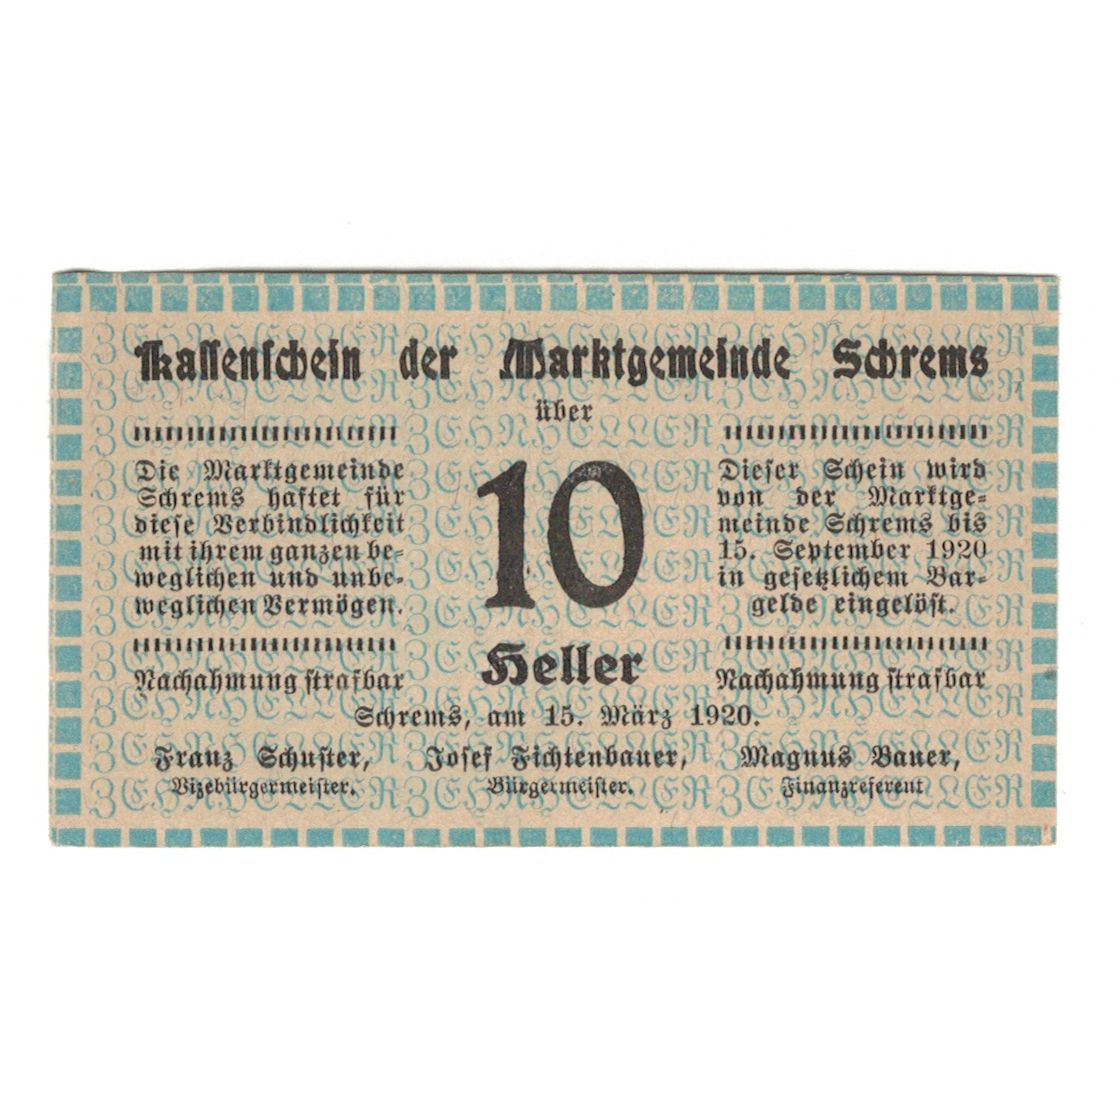 Kassenschein der Marktgemeinde Schrems
über
Die Marktgemeinde
Schrems haftet für
diese Verbindlichkeit
mit ihrem ganzen be-
weglichen und unbe-
weglichen Vermögen.
Nachahmung strafbar
10
Heller
Dieser Schein wird
von der Marktge-
meinde Schrems bis
15. September 1920
in gesetzlichem Bar-
gelde eingelöst.
Nachahmung strafbar
Schrems, am 15. März 1920.
Franz Schuster, Josef Fichtenbauer, Magnus Bauer,
Vizebürgermeister. Bürgermeister. Finanzreferent
ZEHNHELLER